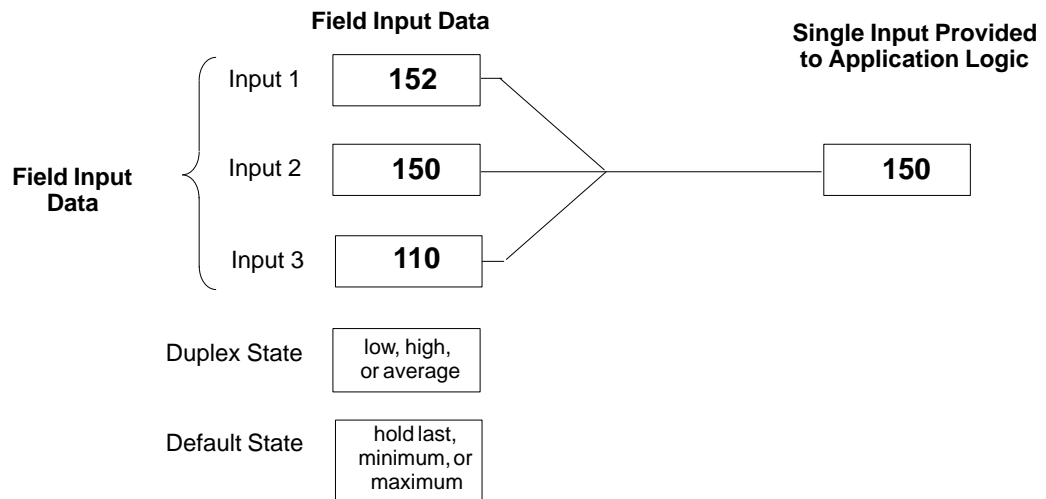 Field Input Data
Single Input Provided
to Application Logic
Input 1
152
Field Input
Data
Input 2
150
150
Input 3
110
Duplex State
low, high,
or average
Default State
hold last,
minimum, or
maximum